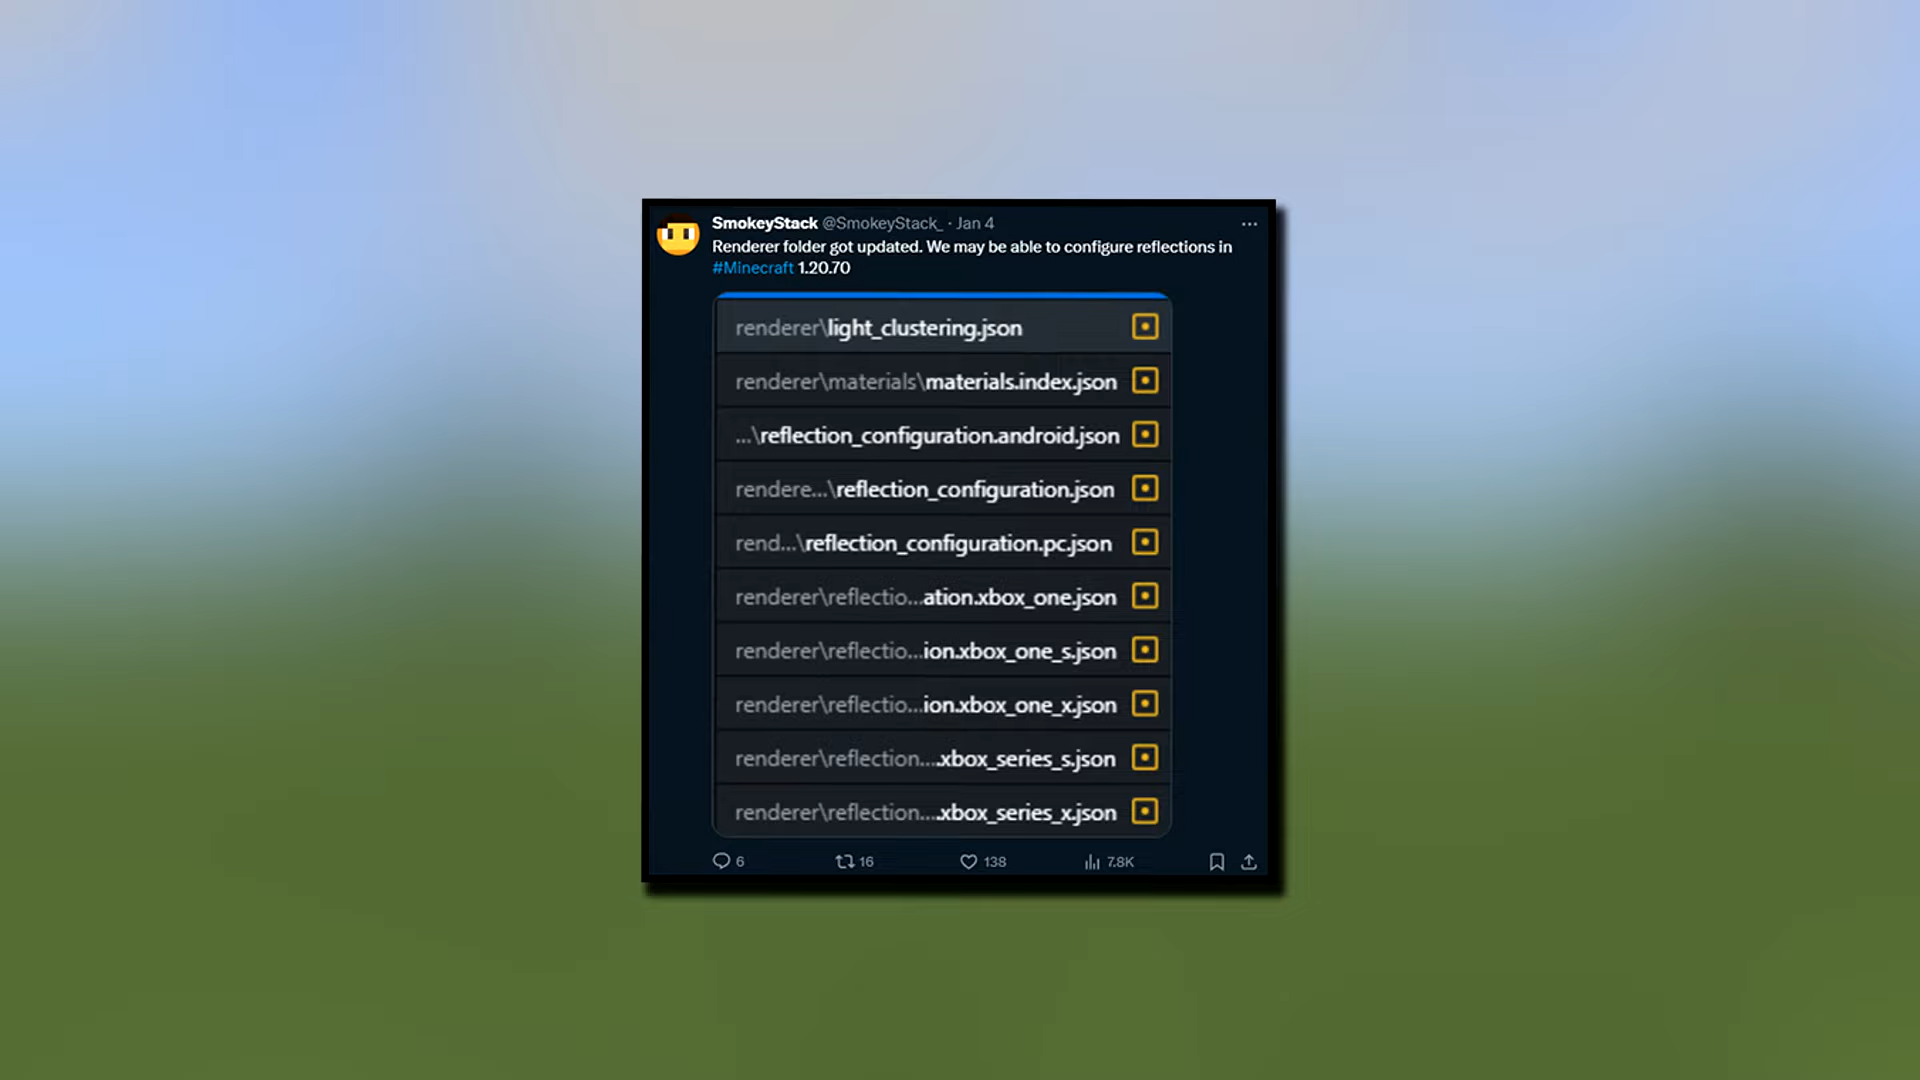 SmokeyStack @SmokeyStack_ · Jan 4
Renderer folder got updated. We may be able to configure reflections in
#Minecraft 1.20.70
renderer\light_clustering.json
renderer\materials\materials.index.json
...\reflection_configuration.android.json
rendere...\reflection_configuration.json
rend...\reflection_configuration.pc.json
renderer\reflectio...ation.xbox_one.json
renderer\reflectio...ion.xbox_one_s.json
renderer\reflectio...ion.xbox_one_x.json
renderer\reflection....xbox_series_s.json
renderer\reflection....xbox_series_x.json
6 16 138 7.8K